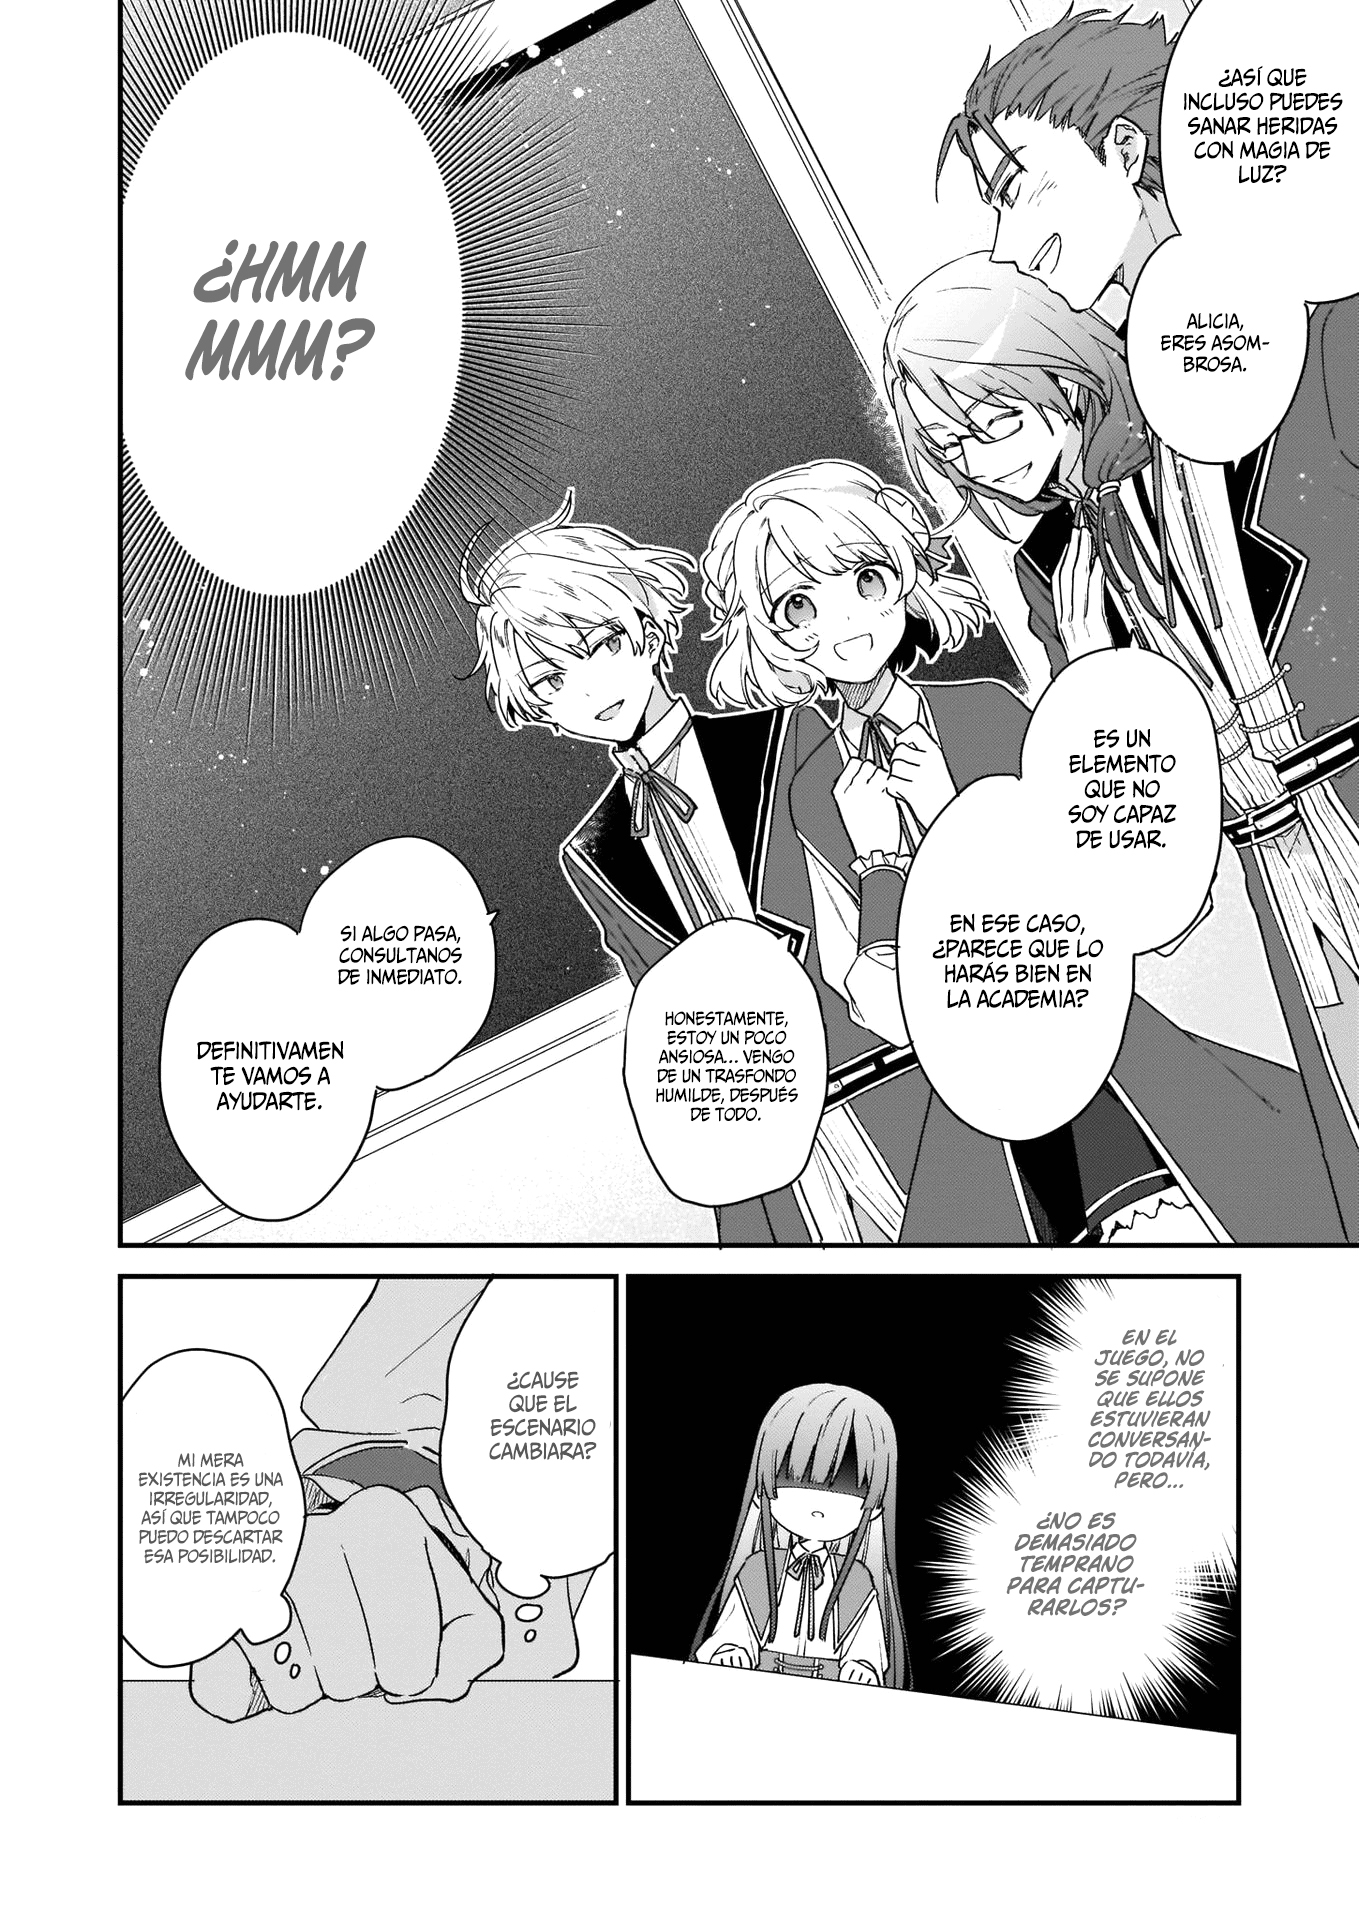 ¿ASÍ QUE
INCLUSO PUEDES
SANAR HERIDAS
CON MAGIA DE
LUZ?
ALICIA,
ERES ASOM-
BROSA.
ES UN
ELEMENTO
QUE NO
SOY CAPAZ
DE USAR.
EN ESE CASO,
¿PARECE QUE LO
HARÁS BIEN EN
LA ACADEMIA?
HONESTAMENTE,
ESTOY UN POCO
ANSIOSA... VENGO
DE UN TRASFONDO
HUMILDE, DESPUÉS
DE TODO.
SI ALGO PASA,
CONSULTANOS
DE INMEDIATO.
DEFINITIVAMEN
TE VAMOS A
AYUDARTE.
¿HMM
MMM?
EN EL
JUEGO, NO
SE SUPONE
QUE ELLOS
ESTUVIERAN
CONVERSAN-
DO TODAVÍA,
PERO...
¿NO ES
DEMASIADO
TEMPRANO
PARA CAPTU-
RARLOS?
¿CAUSE
QUE EL
ESCENARIO
CAMBIARA?
MI MERA
EXISTENCIA ES UNA
IRREGULARIDAD,
ASÍ QUE TAMPOCO
PUEDO DESCARTAR
ESA POSIBILIDAD.